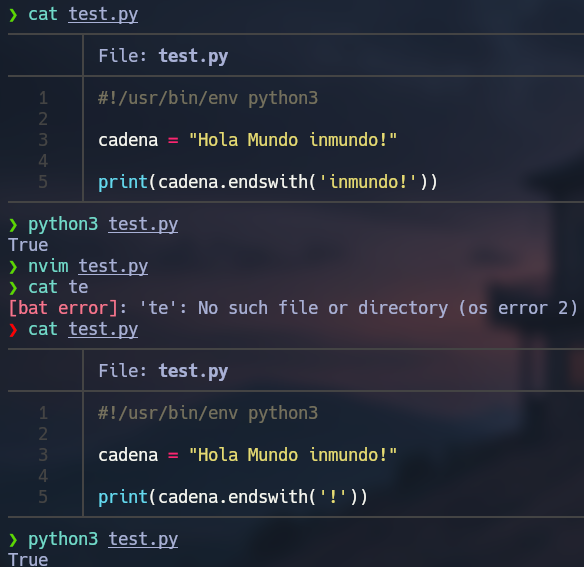 ❯ cat test.py
File: test.py
1 #!/usr/bin/env python3
2
3 cadena = "Hola Mundo inmundo!"
4
5 print(cadena.endswith('inmundo!'))
❯ python3 test.py
True
❯ nvim test.py
❯ cat te
[bat error]: 'te': No such file or directory (os error 2)
❯ cat test.py
File: test.py
1 #!/usr/bin/env python3
2
3 cadena = "Hola Mundo inmundo!"
4
5 print(cadena.endswith('!'))
❯ python3 test.py
True